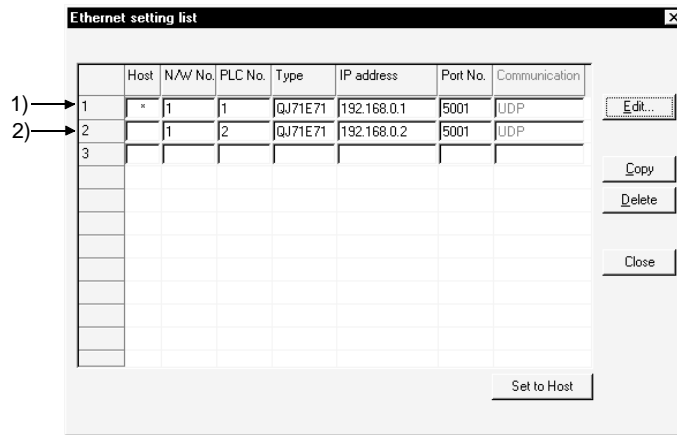 Ethernet setting list
Host N/W No. PLC No. Type IP address Port No. Communication
1) 1 * 1 1 QJ71E71 192.168.0.1 5001 UDP Edit...
2) 2 1 2 QJ71E71 192.168.0.2 5001 UDP
3
Copy
Delete
Close
Set to Host